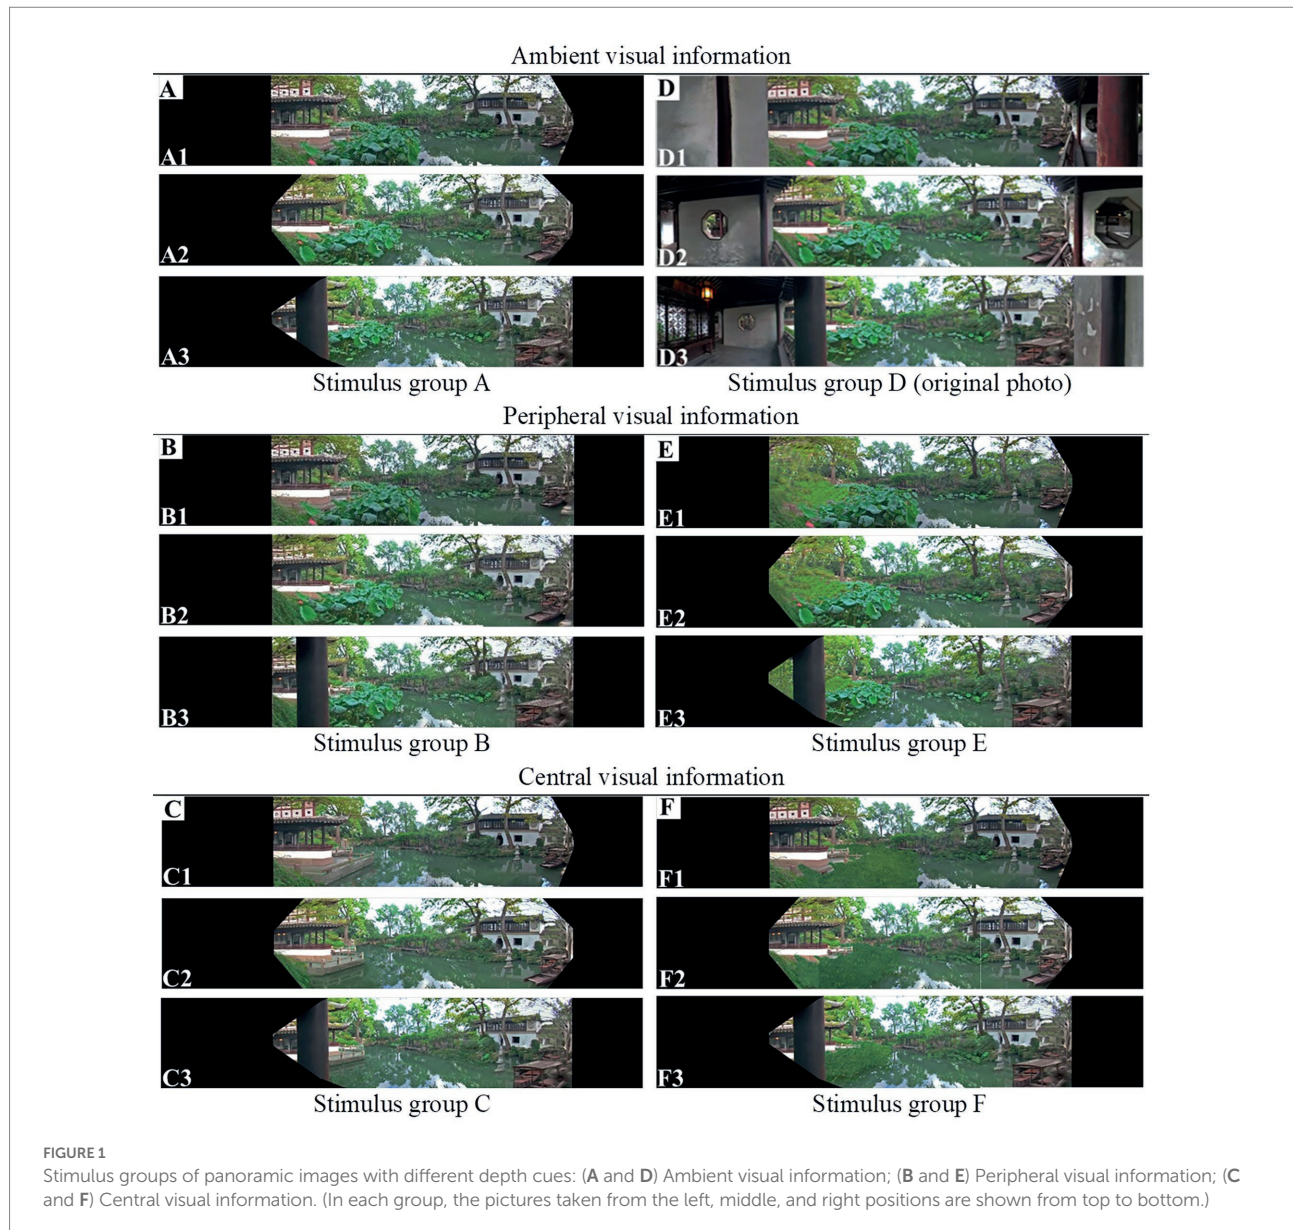 Ambient visual information
A
A1
A2
A3
Stimulus group A
D
D1
D2
D3
Stimulus group D (original photo)
Peripheral visual information
B
B1
B2
B3
Stimulus group B
E
E1
E2
E3
Stimulus group E
Central visual information
C
C1
C2
C3
Stimulus group C
F
F1
F2
F3
Stimulus group F
FIGURE 1
Stimulus groups of panoramic images with different depth cues: (A and D) Ambient visual information; (B and E) Peripheral visual information; (C
and F) Central visual information. (In each group, the pictures taken from the left, middle, and right positions are shown from top to bottom.)